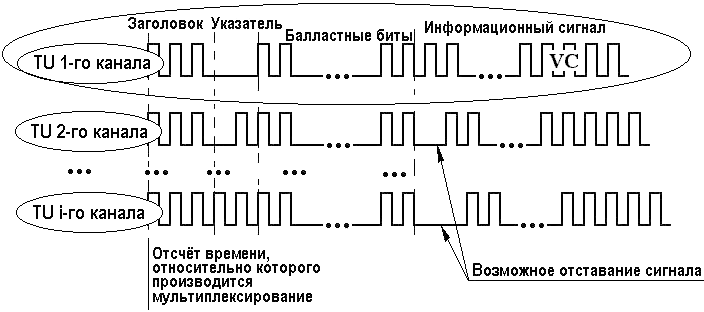 Заголовок Указатель Балластные биты Информационный сигнал
TU 1-го канала VC
TU 2-го канала
TU i-го канала
Отсчёт времени,
относительно которого
производится
мультиплексирование
Возможное отставание сигнала